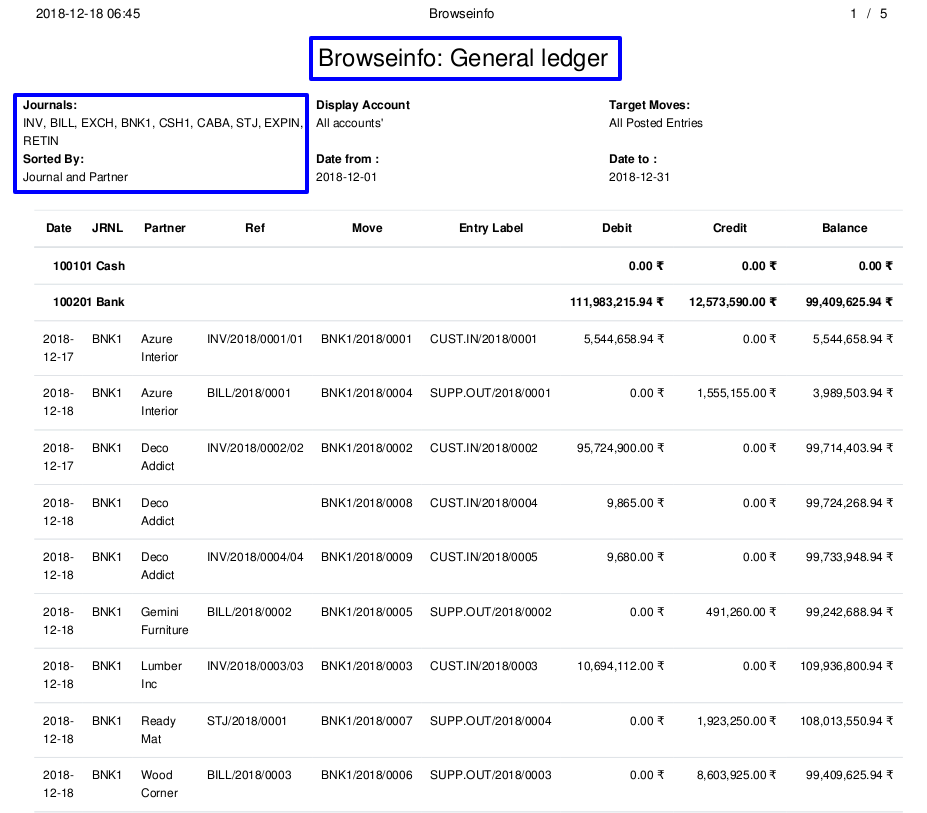 2018-12-18 06:45 Browseinfo 1 / 5
Browseinfo: General ledger
Journals: Display Account Target Moves:
INV, BILL, EXCH, BNK1, CSH1, CABA, STJ, EXPIN, All accounts' All Posted Entries
RETIN
Sorted By: Date from : Date to :
Journal and Partner 2018-12-01 2018-12-31
Date JRNL Partner Ref Move Entry Label Debit Credit Balance
100101 Cash 0.00 ₹ 0.00 ₹ 0.00 ₹
100201 Bank 111,983,215.94 ₹ 12,573,590.00 ₹ 99,409,625.94 ₹
2018- BNK1 Azure INV/2018/0001/01 BNK1/2018/0001 CUST.IN/2018/0001 5,544,658.94 ₹ 0.00 ₹ 5,544,658.94 ₹
12-17 Interior
2018- BNK1 Azure BILL/2018/0001 BNK1/2018/0004 SUPP.OUT/2018/0001 0.00 ₹ 1,555,155.00 ₹ 3,989,503.94 ₹
12-18 Interior
2018- BNK1 Deco INV/2018/0002/02 BNK1/2018/0002 CUST.IN/2018/0002 95,724,900.00 ₹ 0.00 ₹ 99,714,403.94 ₹
12-17 Addict
2018- BNK1 Deco BNK1/2018/0008 CUST.IN/2018/0004 9,865.00 ₹ 0.00 ₹ 99,724,268.94 ₹
12-18 Addict
2018- BNK1 Deco INV/2018/0004/04 BNK1/2018/0009 CUST.IN/2018/0005 9,680.00 ₹ 0.00 ₹ 99,733,948.94 ₹
12-18 Addict
2018- BNK1 Gemini BILL/2018/0002 BNK1/2018/0005 SUPP.OUT/2018/0002 0.00 ₹ 491,260.00 ₹ 99,242,688.94 ₹
12-18 Furniture
2018- BNK1 Lumber INV/2018/0003/03 BNK1/2018/0003 CUST.IN/2018/0003 10,694,112.00 ₹ 0.00 ₹ 109,936,800.94 ₹
12-18 Inc
2018- BNK1 Ready STJ/2018/0001 BNK1/2018/0007 SUPP.OUT/2018/0004 0.00 ₹ 1,923,250.00 ₹ 108,013,550.94 ₹
12-18 Mat
2018- BNK1 Wood BILL/2018/0003 BNK1/2018/0006 SUPP.OUT/2018/0003 0.00 ₹ 8,603,925.00 ₹ 99,409,625.94 ₹
12-18 Corner